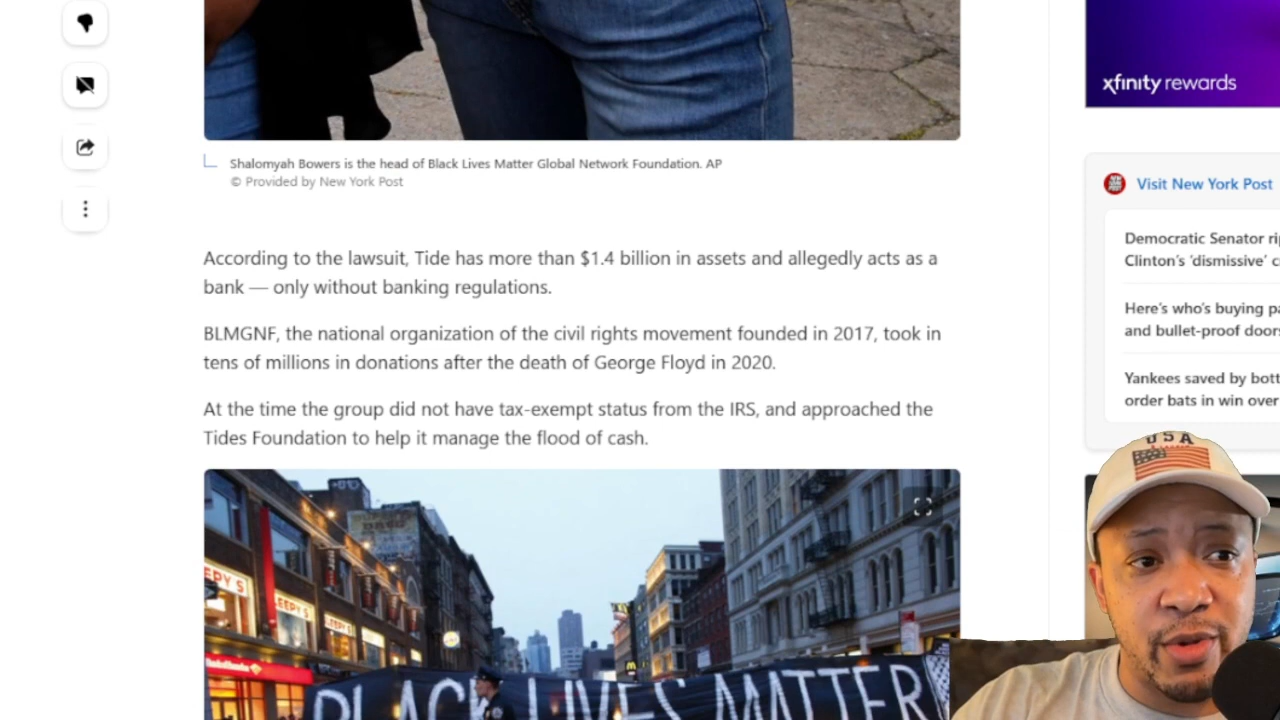 xfinity rewards
Shalomyah Bowers is the head of Black Lives Matter Global Network Foundation. AP
© Provided by New York Post
Visit New York Post
Democratic Senator
Clinton's 'dismissive'
Here's who's buying
and bullet-proof
Yankees saved by
order bats in win over
According to the lawsuit, Tide has more than $1.4 billion in assets and allegedly acts as a
bank — only without banking regulations.
BLMGNF, the national organization of the civil rights movement founded in 2017, took in
tens of millions in donations after the death of George Floyd in 2020.
At the time the group did not have tax-exempt status from the IRS, and approached the
Tides Foundation to help it manage the flood of cash.
USA
BLACK LIVES MATTER